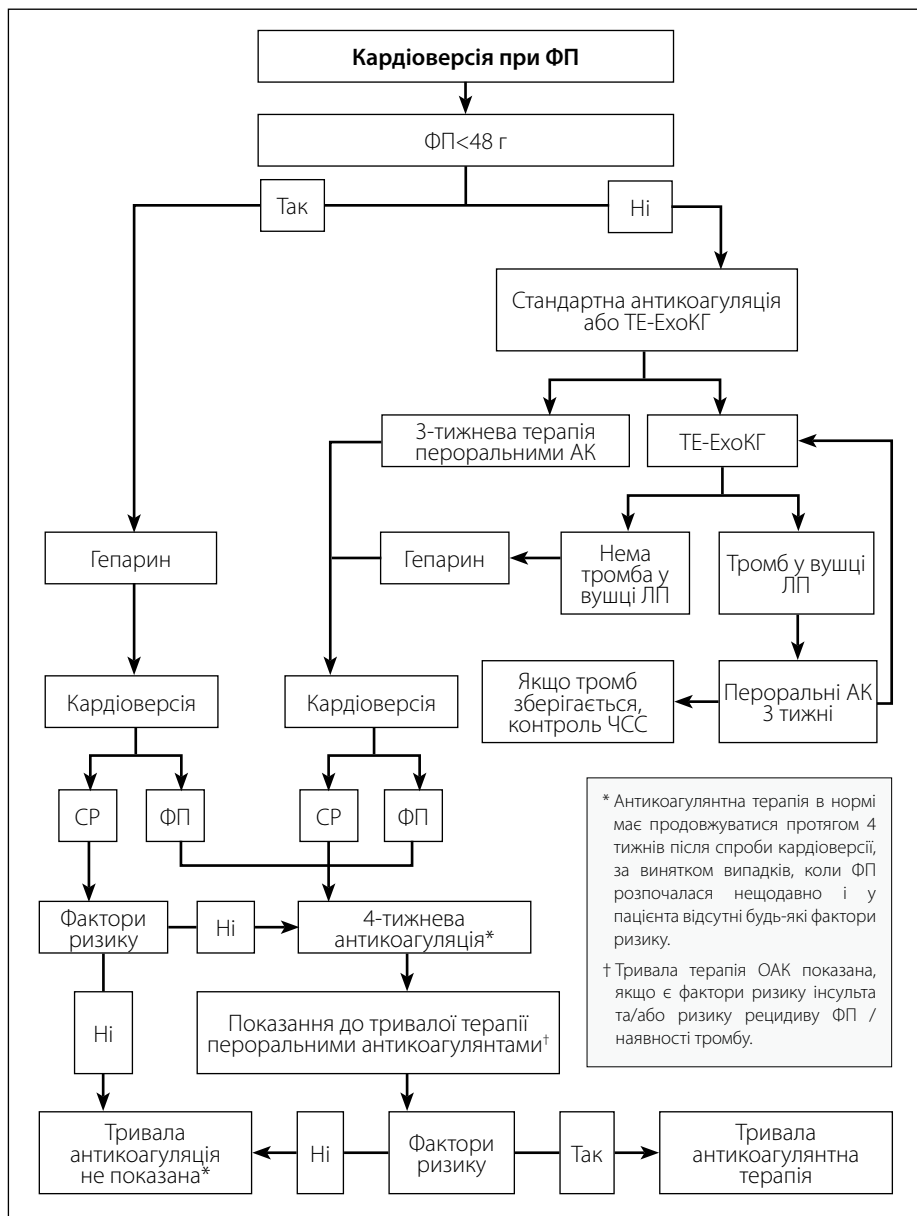 Кардіоверсія при ФП
ФП<48 г
Так
Ні
Стандартна антикоагуляція
або ТЕ-ЕхоКГ
3-тижнева терапія
пероральними АК
ТЕ-ЕхоКГ
Гепарин
Гепарин
Нема
тромба у
вушці ЛП
Тромб у вушці
ЛП
Кардіоверсія
Кардіоверсія
Якщо тромб
зберігається,
контроль ЧСС
Пероральні АК
3 тижні
СР
ФП
СР
ФП
Фактори
ризику
Ні
4-тижнева
антикоагуляція*
Ні
Показання до тривалої терапії
пероральними антикоагулянтами†
* Антикоагулянтна терапія в нормі
має продовжуватися протягом 4
тижнів після спроби кардіоверсії,
за винятком випадків, коли ФП
розпочалася нещодавно і у
пацієнта відсутні будь-які фактори
ризику.
† Тривала терапія ОАК показана,
якщо є фактори ризику інсульта
та/або ризику рецидиву ФП /
наявності тромбу.
Тривала
антикоагуляція
не показана*
Ні
Фактори
ризику
Так
Тривала
антикоагулянтна
терапія